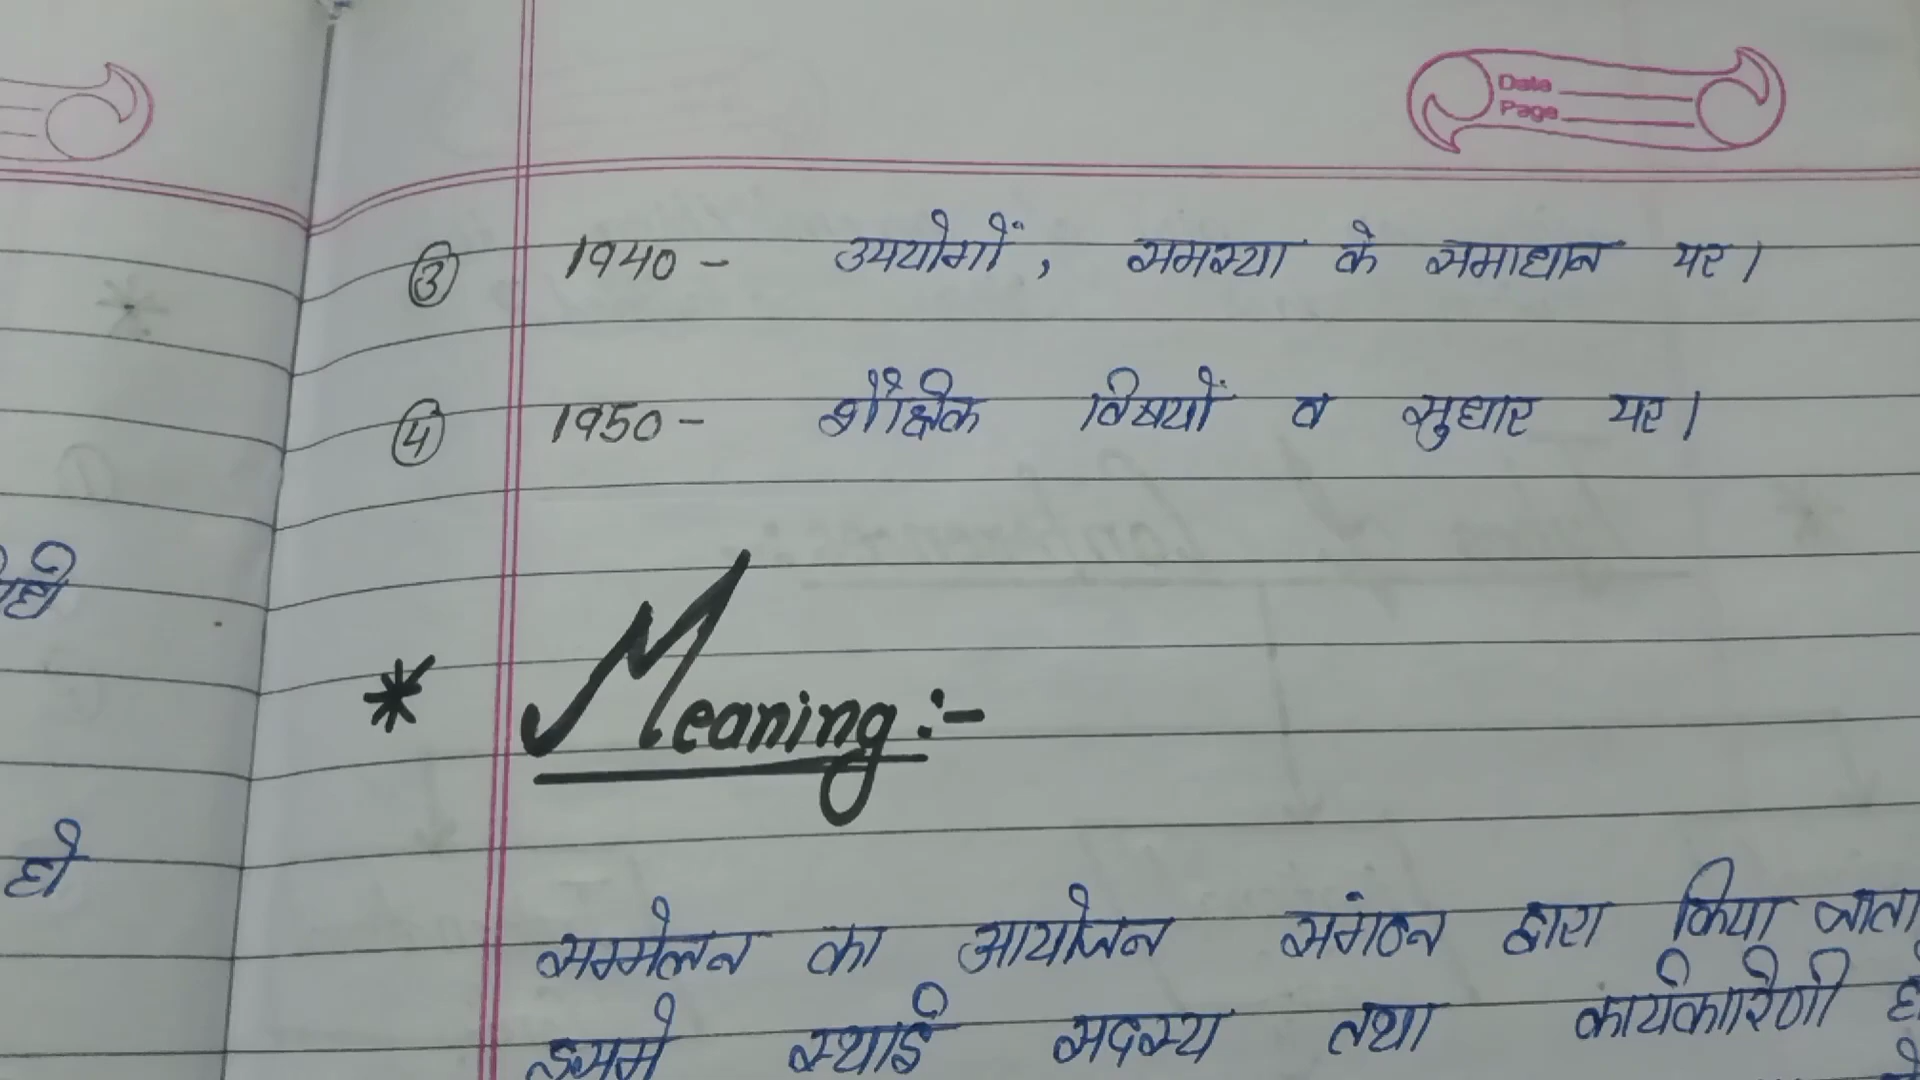 Date
Page
③ 1940 - उपयोगों, समस्या के समाधान पर।
④ 1950 - शैक्षिक विषयों व सुधार पर।
* Meaning :-
सम्मेलन का आयोजन संगठन द्वारा किया जाता
इसमे स्थाई सदस्य तथा कार्यकारिणी